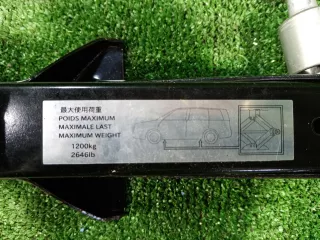 最大使用荷重
POIDS MAXIMUM
MAXIMALE LAST
MAXIMUM WEIGHT
1200kg
2646lb